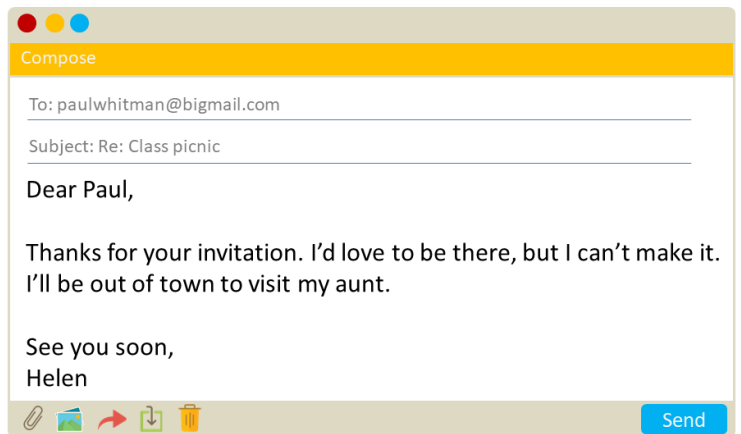 Compose
To: paulwhitman@bigmail.com
Subject: Re: Class picnic
Dear Paul,
Thanks for your invitation. I’d love to be there, but I can’t make it.
I’ll be out of town to visit my aunt.
See you soon,
Helen
Send